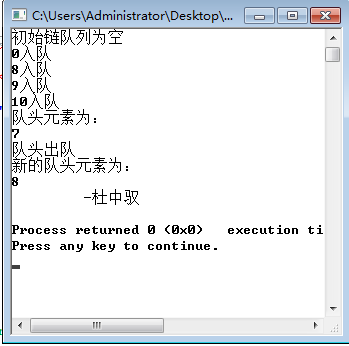 C:\Users\Administrator\Desktop\...
初始链队列为空
0入队
8入队
9入队
10入队
队头元素为：
7
队头出队
新的队头元素为：
8
-杜中驭
Process returned 0 (0x0)   execution ti
Press any key to continue.